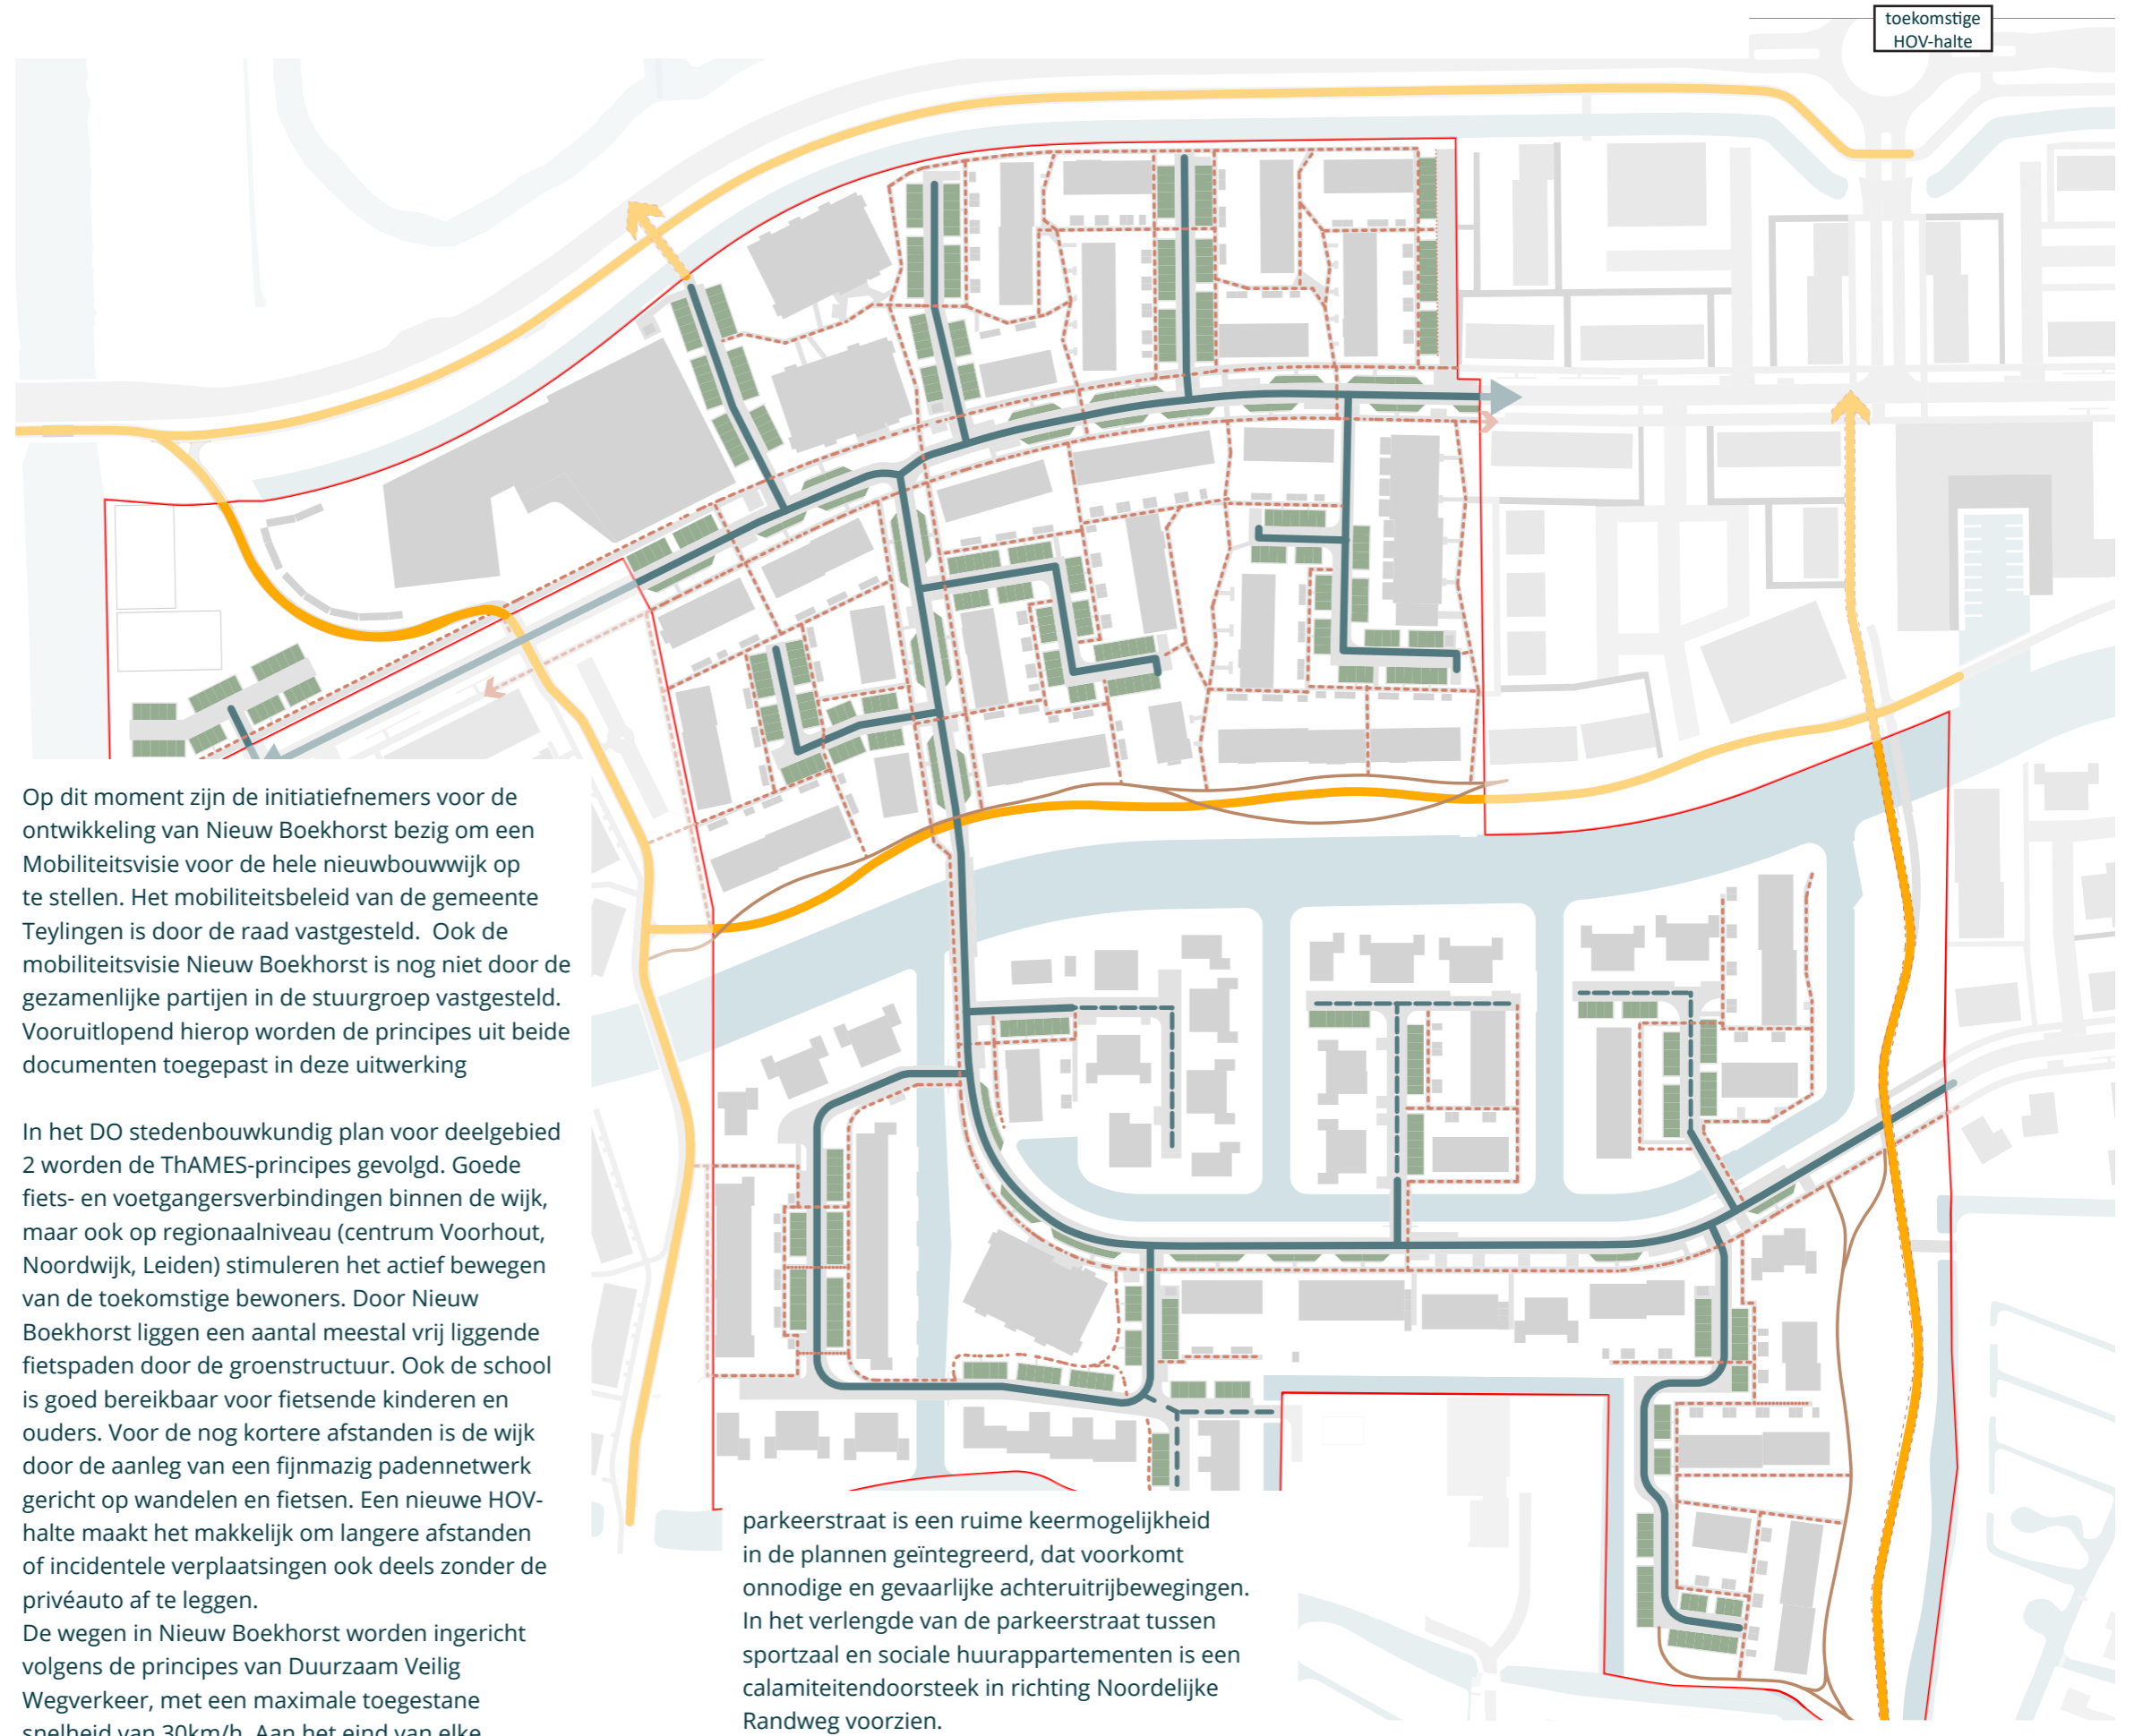 toekomstige
HOV-halte
Op dit moment zijn de initiatiefnemers voor de
ontwikkeling van Nieuw Boekhorst bezig om een
Mobiliteitsvisie voor de hele nieuwbouwwijk op
te stellen. Het mobiliteitsbeleid van de gemeente
Teylingen is door de raad vastgesteld.  Ook de
mobiliteitsvisie Nieuw Boekhorst is nog niet door de
gezamenlijke partijen in de stuurgroep vastgesteld.
Vooruitlopend hierop worden de principes uit beide
documenten toegepast in deze uitwerking
In het DO stedenbouwkundig plan voor deelgebied
2 worden de ThAMES-principes gevolgd. Goede
fiets- en voetgangersverbindingen binnen de wijk,
maar ook op regionaalniveau (centrum Voorhout,
Noordwijk, Leiden) stimuleren het actief bewegen
van de toekomstige bewoners. Door Nieuw
Boekhorst liggen een aantal meestal vrij liggende
fietspaden door de groenstructuur. Ook de school
is goed bereikbaar voor fietsende kinderen en
ouders. Voor de nog kortere afstanden is de wijk
door de aanleg van een fijnmazig padennetwerk
gericht op wandelen en fietsen. Een nieuwe HOV-
halte maakt het makkelijk om langere afstanden
of incidentele verplaatsingen ook deels zonder de
privéauto af te leggen.
De wegen in Nieuw Boekhorst worden ingericht
volgens de principes van Duurzaam Veilig
Wegverkeer, met een maximale toegestane
snelheid van 30km/h. Aan het eind van elke
parkeerstraat is een ruime keermogelijkheid
in de plannen geïntegreerd, dat voorkomt
onnodige en gevaarlijke achteruitrijbewegingen.
In het verlengde van de parkeerstraat tussen
sportzaal en sociale huurappartementen is een
calamiteitendoorsteek in richting Noordelijke
Randweg voorzien.